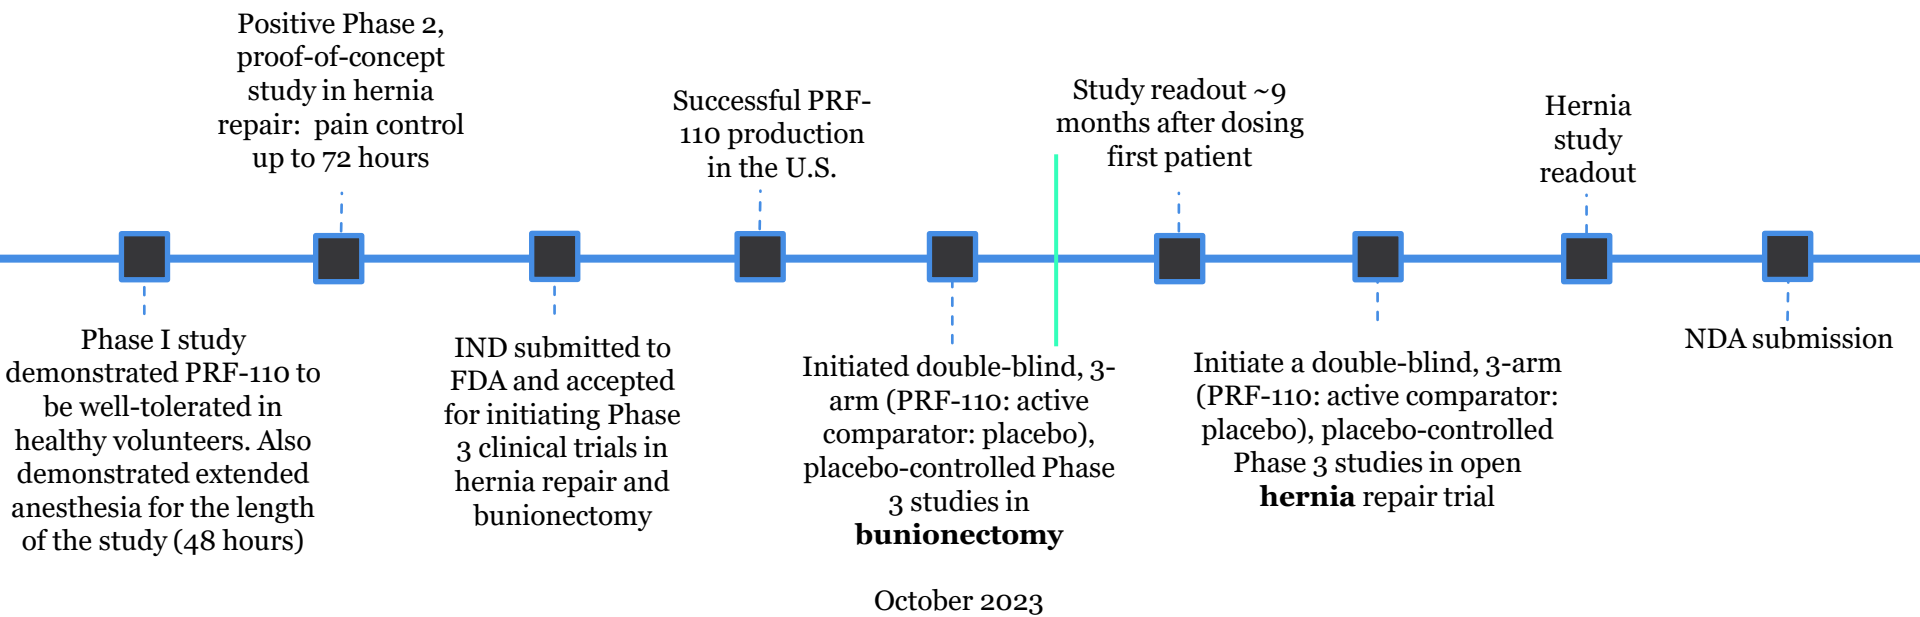 Positive Phase 2,
proof-of-concept
study in hernia
repair:  pain control
up to 72 hours
Successful PRF-
110 production
in the U.S.
Study readout ~9
months after dosing
first patient
Hernia
study
readout
Phase I study
demonstrated PRF-110 to
be well-tolerated in
healthy volunteers. Also
demonstrated extended
anesthesia for the length
of the study (48 hours)
IND submitted to
FDA and accepted
for initiating Phase
3 clinical trials in
hernia repair and
bunionectomy
Initiated double-blind, 3-
arm (PRF-110: active
comparator: placebo),
placebo-controlled Phase
3 studies in
bunionectomy
October 2023
Initiate a double-blind, 3-arm
(PRF-110: active comparator:
placebo), placebo-controlled
Phase 3 studies in open
hernia repair trial
NDA submission